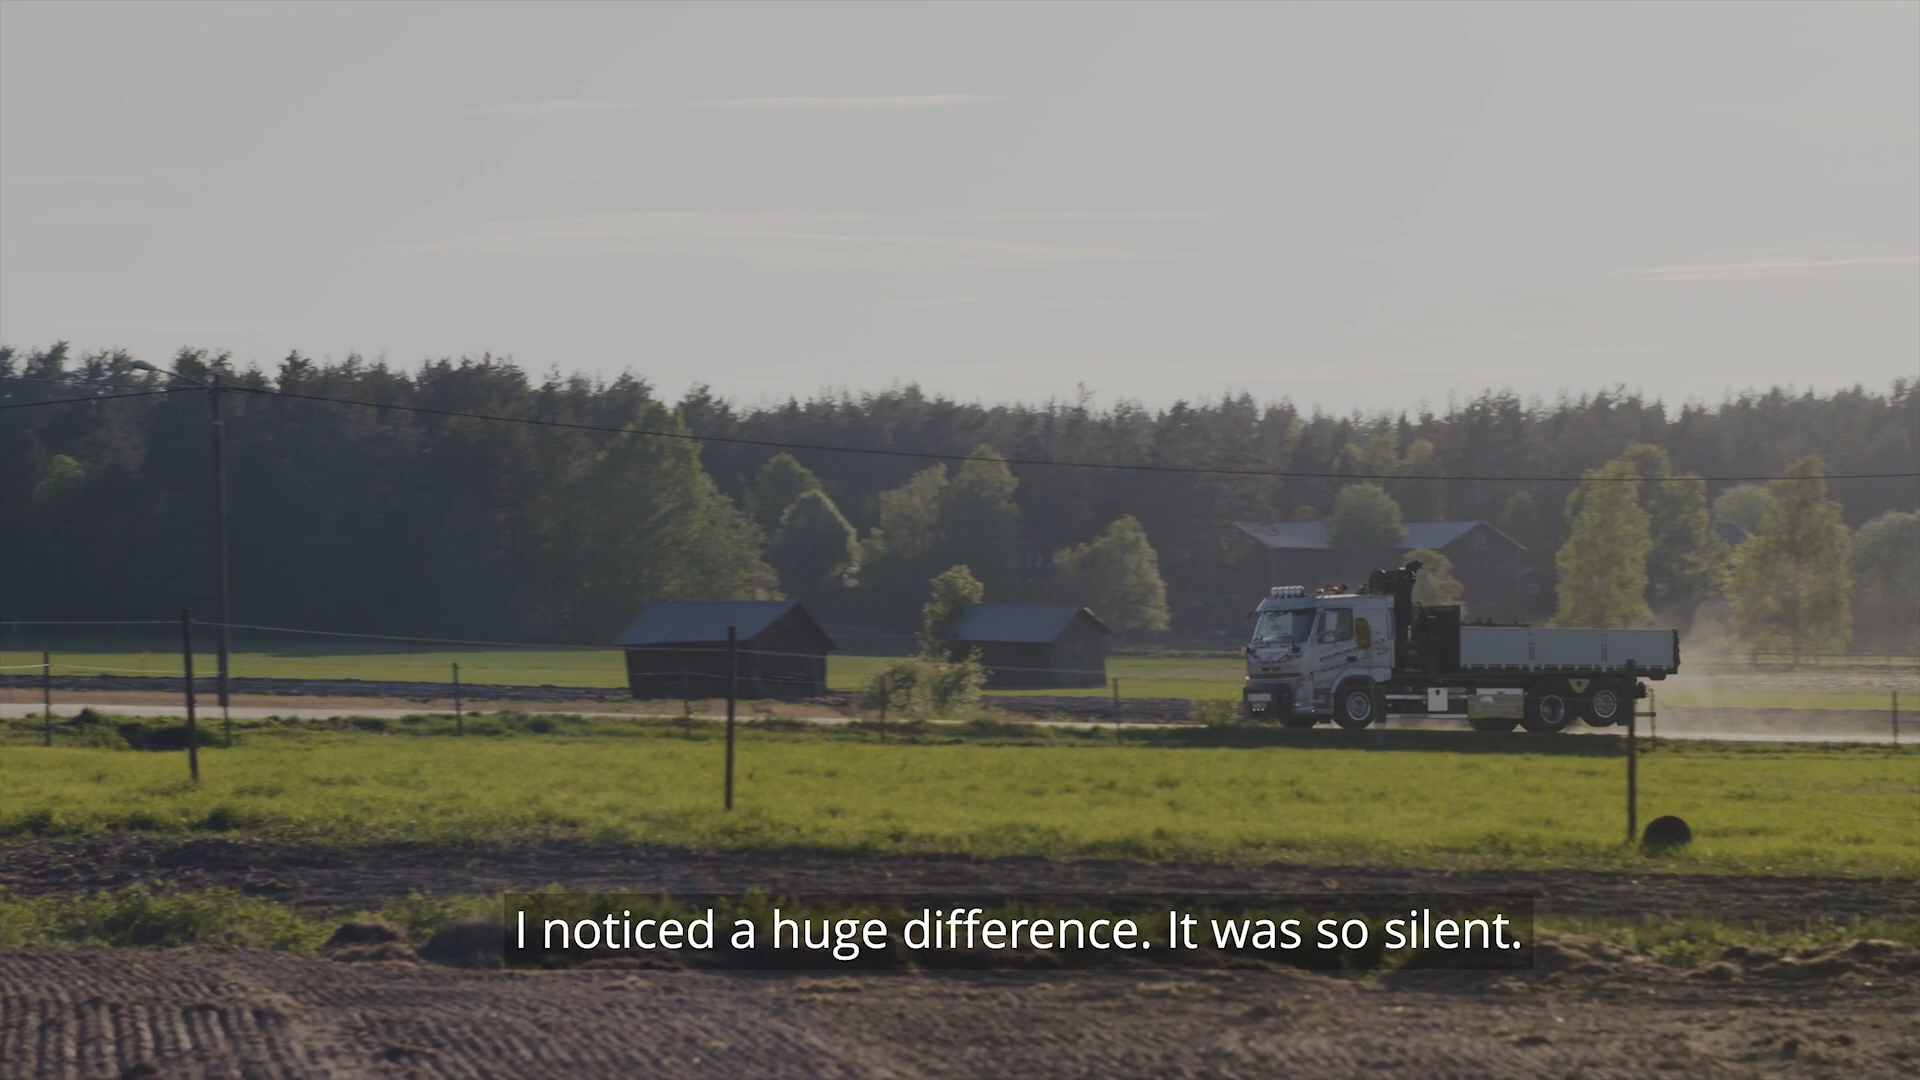 I noticed a huge difference. It was so silent.